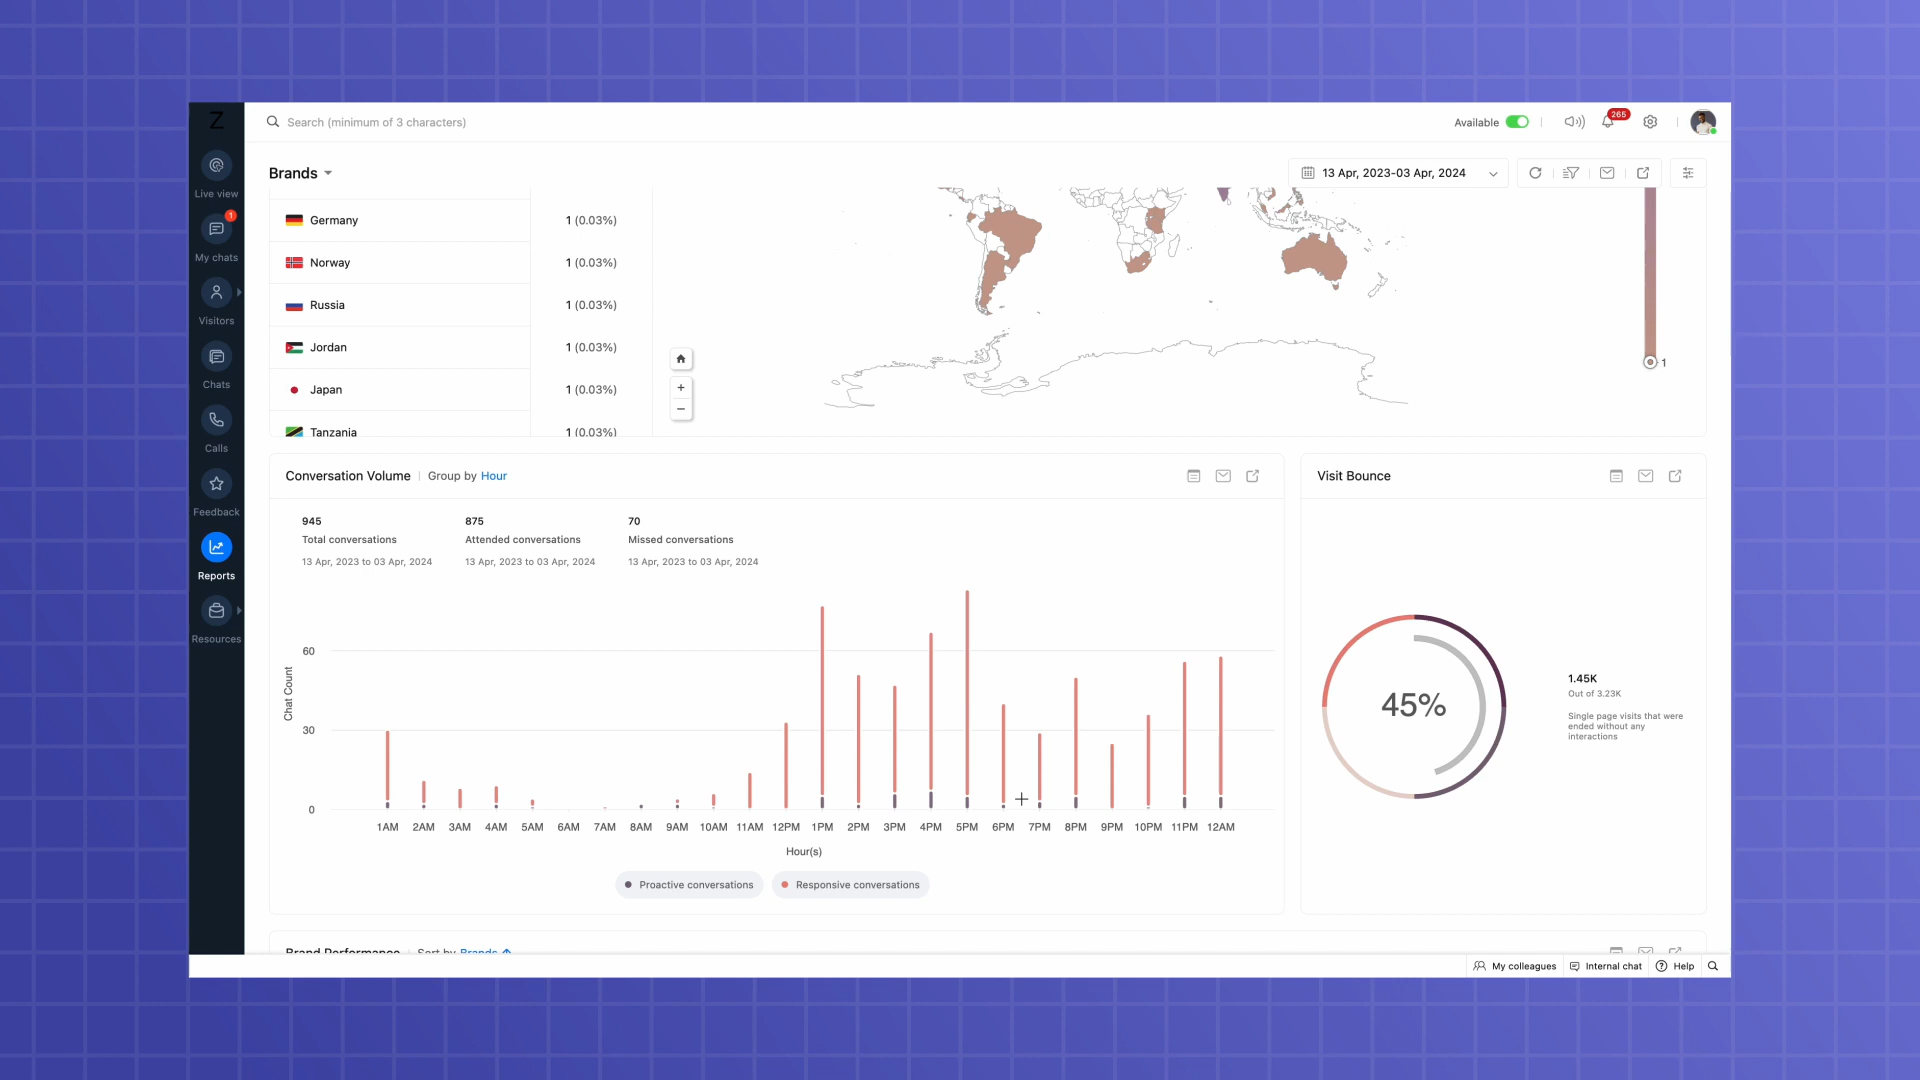 Z
Search (minimum of 3 characters)
Available
265
Live view
1
My chats
Visitors
Chats
Calls
Feedback
Reports
Resources
Brands
13 Apr, 2023-03 Apr, 2024
Germany 1 (0.03%)
Norway 1 (0.03%)
Russia 1 (0.03%)
Jordan 1 (0.03%)
Japan 1 (0.03%)
Tanzania 1 (0.03%)
+
−
1
Conversation Volume Group by Hour
945
Total conversations
13 Apr, 2023 to 03 Apr, 2024
875
Attended conversations
13 Apr, 2023 to 03 Apr, 2024
70
Missed conversations
13 Apr, 2023 to 03 Apr, 2024
Chat Count
60
30
0
1AM 2AM 3AM 4AM 5AM 6AM 7AM 8AM 9AM 10AM 11AM 12PM 1PM 2PM 3PM 4PM 5PM 6PM 7PM 8PM 9PM 10PM 11PM 12AM
Hour(s)
Proactive conversations Responsive conversations
Visit Bounce
45%
1.45K
Out of 3.23K
Single page visits that were
ended without any
interactions
Brand Performance Sort by Brands
My colleagues Internal chat Help